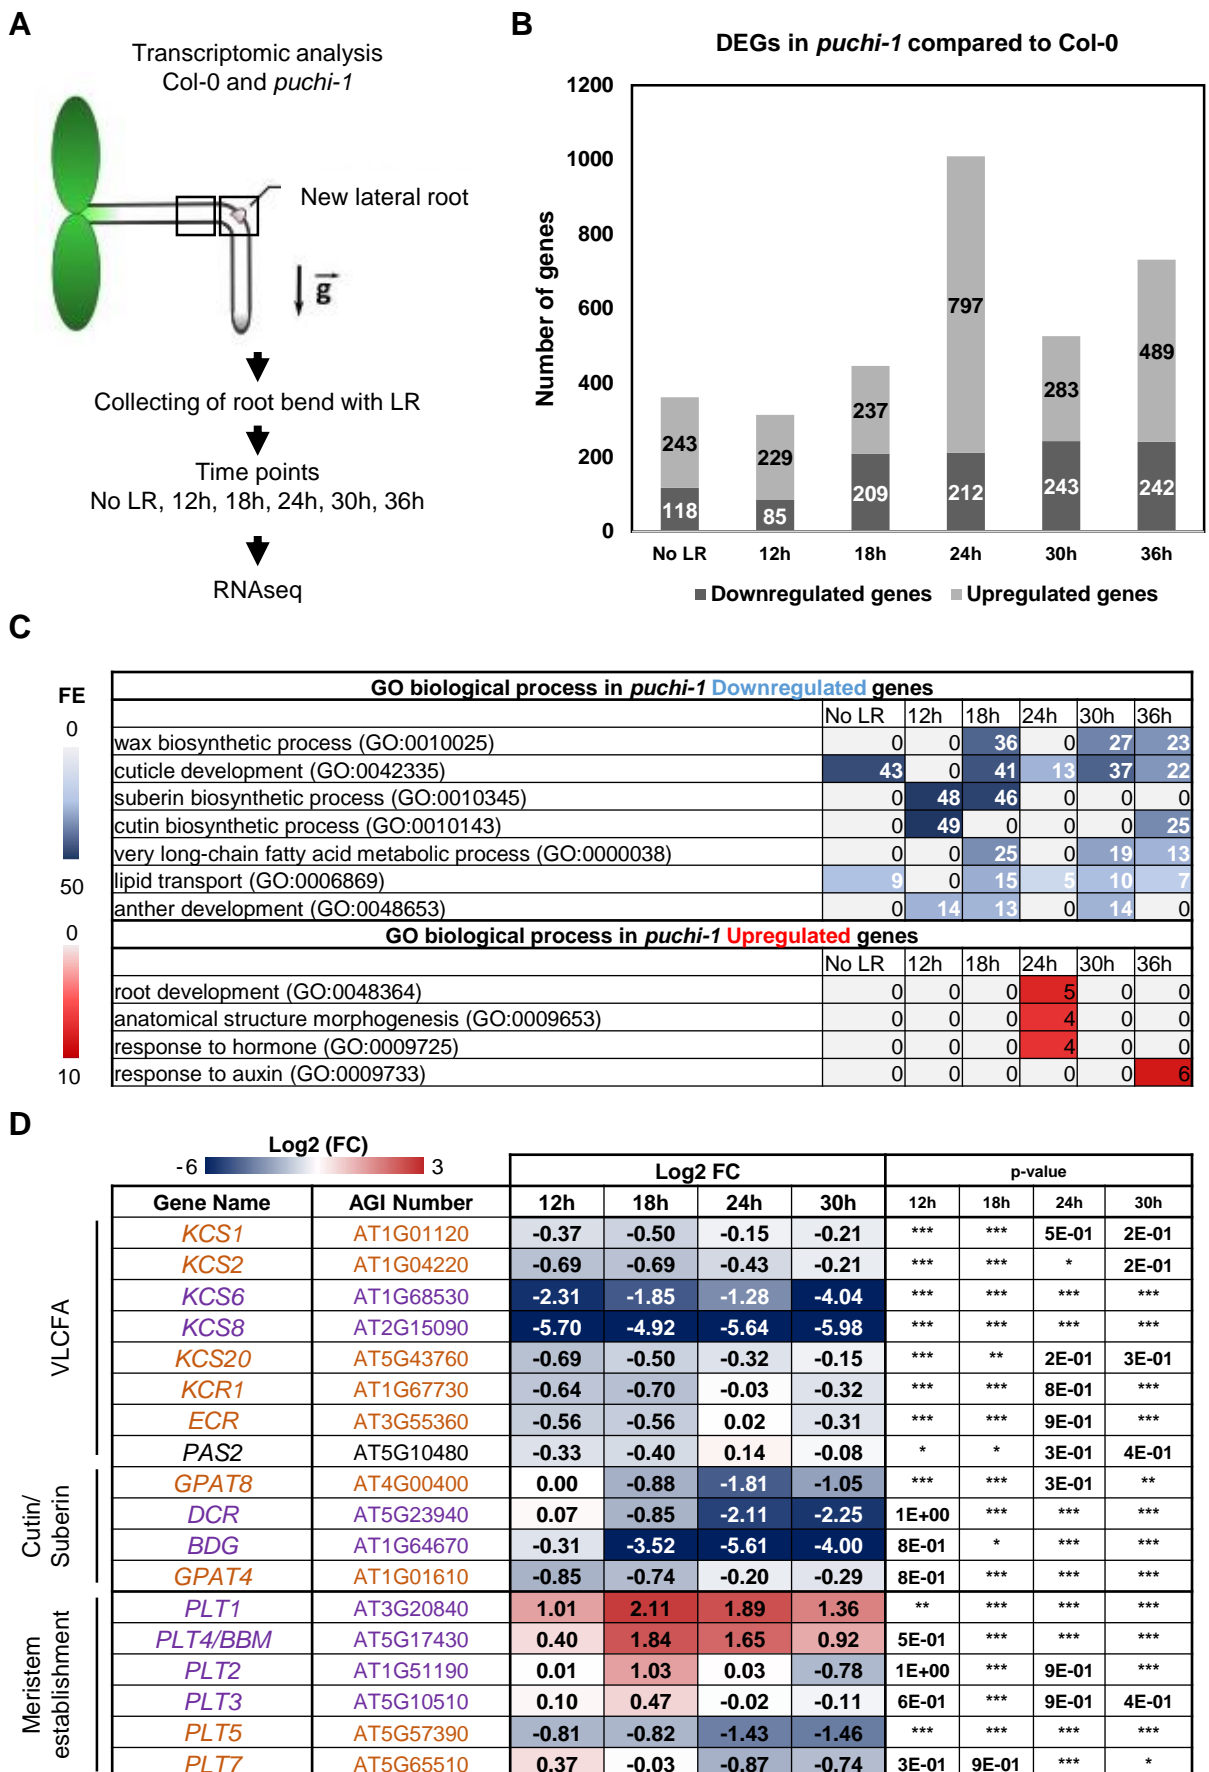 A
Transcriptomic analysis
Col-0 and puchi-1
New lateral root
g
Collecting of root bend with LR
Time points
No LR, 12h, 18h, 24h, 30h, 36h
RNAseq
B
DEGs in puchi-1 compared to Col-0
Number of genes
1200
1000
800
600
400
200
0
243 229 237 797 283 489
118 85 209 212 243 242
No LR 12h 18h 24h 30h 36h
Downregulated genes Upregulated genes
C
FE
0
50
0
10
GO biological process in puchi-1 Downregulated genes
No LR 12h 18h 24h 30h 36h
wax biosynthetic process (GO:0010025) 0 0 36 0 27 23
cuticle development (GO:0042335) 43 0 41 13 37 22
suberin biosynthetic process (GO:0010345) 0 48 46 0 0 0
cutin biosynthetic process (GO:0010143) 0 49 0 0 0 25
very long-chain fatty acid metabolic process (GO:0000038) 0 0 25 0 19 13
lipid transport (GO:0006869) 9 0 15 5 10 7
anther development (GO:0048653) 0 14 13 0 14 0
GO biological process in puchi-1 Upregulated genes
No LR 12h 18h 24h 30h 36h
root development (GO:0048364) 0 0 0 5 0 0
anatomical structure morphogenesis (GO:0009653) 0 0 0 4 0 0
response to hormone (GO:0009725) 0 0 0 4 0 0
response to auxin (GO:0009733) 0 0 0 0 0 6
D
Log2 (FC)
-6 3
Log2 FC p-value
Gene Name AGI Number 12h 18h 24h 30h 12h 18h 24h 30h
VLCFA
KCS1 AT1G01120 -0.37 -0.50 -0.15 -0.21 *** *** 5E-01 2E-01
KCS2 AT1G04220 -0.69 -0.69 -0.43 -0.21 *** *** * 2E-01
KCS6 AT1G68530 -2.31 -1.85 -1.28 -4.04 *** *** *** ***
KCS8 AT2G15090 -5.70 -4.92 -5.64 -5.98 *** *** *** ***
KCS20 AT5G43760 -0.69 -0.50 -0.32 -0.15 *** ** 2E-01 3E-01
KCR1 AT1G67730 -0.64 -0.70 -0.03 -0.32 *** *** 8E-01 ***
ECR AT3G55360 -0.56 -0.56 0.02 -0.31 *** *** 9E-01 ***
PAS2 AT5G10480 -0.33 -0.40 0.14 -0.08 * * 3E-01 4E-01
Cutin/
Suberin
GPAT8 AT4G00400 0.00 -0.88 -1.81 -1.05 *** *** 3E-01 **
DCR AT5G23940 0.07 -0.85 -2.11 -2.25 1E+00 *** *** ***
BDG AT1G64670 -0.31 -3.52 -5.61 -4.00 8E-01 * *** ***
GPAT4 AT1G01610 -0.85 -0.74 -0.20 -0.29 8E-01 *** *** ***
Meristem
establishment
PLT1 AT3G20840 1.01 2.11 1.89 1.36 ** *** *** ***
PLT4/BBM AT5G17430 0.40 1.84 1.65 0.92 5E-01 *** *** ***
PLT2 AT1G51190 0.01 1.03 0.03 -0.78 1E+00 *** 9E-01 ***
PLT3 AT5G10510 0.10 0.47 -0.02 -0.11 6E-01 *** 9E-01 4E-01
PLT5 AT5G57390 -0.81 -0.82 -1.43 -1.46 *** *** *** ***
PLT7 AT5G65510 0.37 -0.03 -0.87 -0.74 3E-01 9E-01 *** *